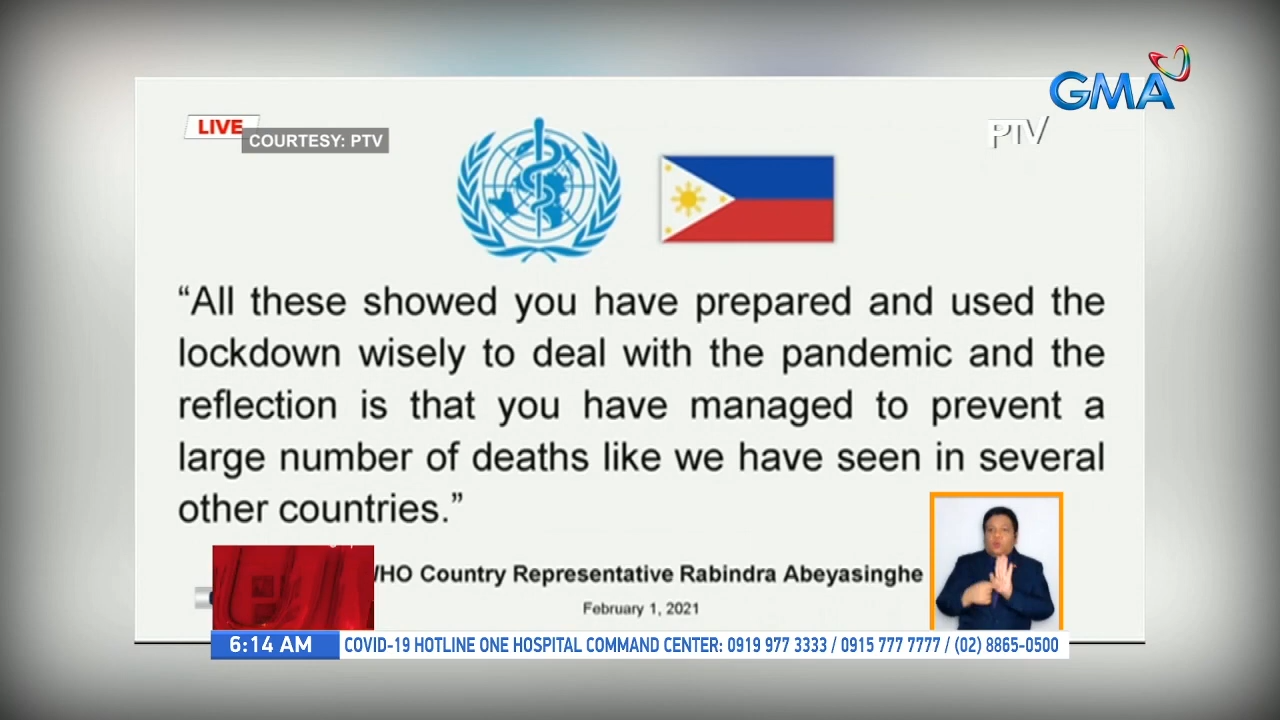 GMA
LIVE
COURTESY: PTV
PTV
“All these showed you have prepared and used the
lockdown wisely to deal with the pandemic and the
reflection is that you have managed to prevent a
large number of deaths like we have seen in several
other countries.”
Country Representative Rabindra Abeyasinghe
February 1, 2021
6:14 AM
COVID-19 HOTLINE ONE HOSPITAL COMMAND CENTER: 0919 977 3333 / 0915 777 7777 / (02) 8865-0500